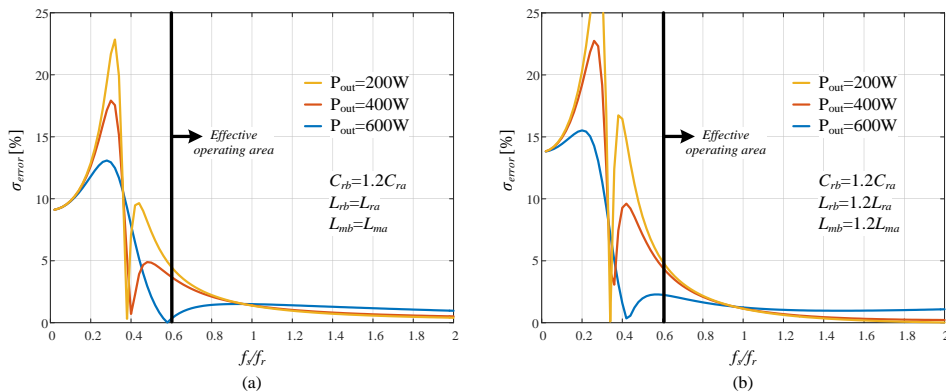 25
20
15
10
5
0
σerror [%]
Pout=200W
Pout=400W
Pout=600W
Effective
operating area
Crb=1.2Cra
Lrb=Lra
Lmb=Lma
0 0.2 0.4 0.6 0.8 1 1.2 1.4 1.6 1.8 2
fs/fr
(a)
25
20
15
10
5
0
σerror [%]
Pout=200W
Pout=400W
Pout=600W
Effective
operating area
Crb=1.2Cra
Lrb=1.2Lra
Lmb=1.2Lma
0 0.2 0.4 0.6 0.8 1 1.2 1.4 1.6 1.8 2
fs/fr
(b)